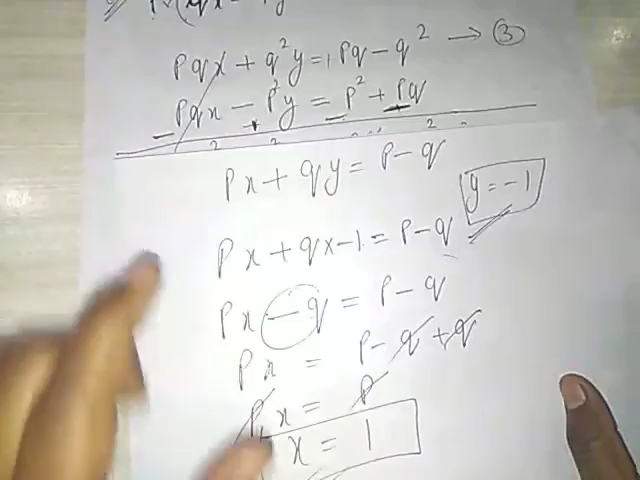 pqx + q²y = pq - q² → ③
pqx - p²y = p² + pq
- + - -
px + qy = p - q
y = -1
px + qx-1 = p - q
px - q = p - q
px = p - q + q
px = p
x = 1